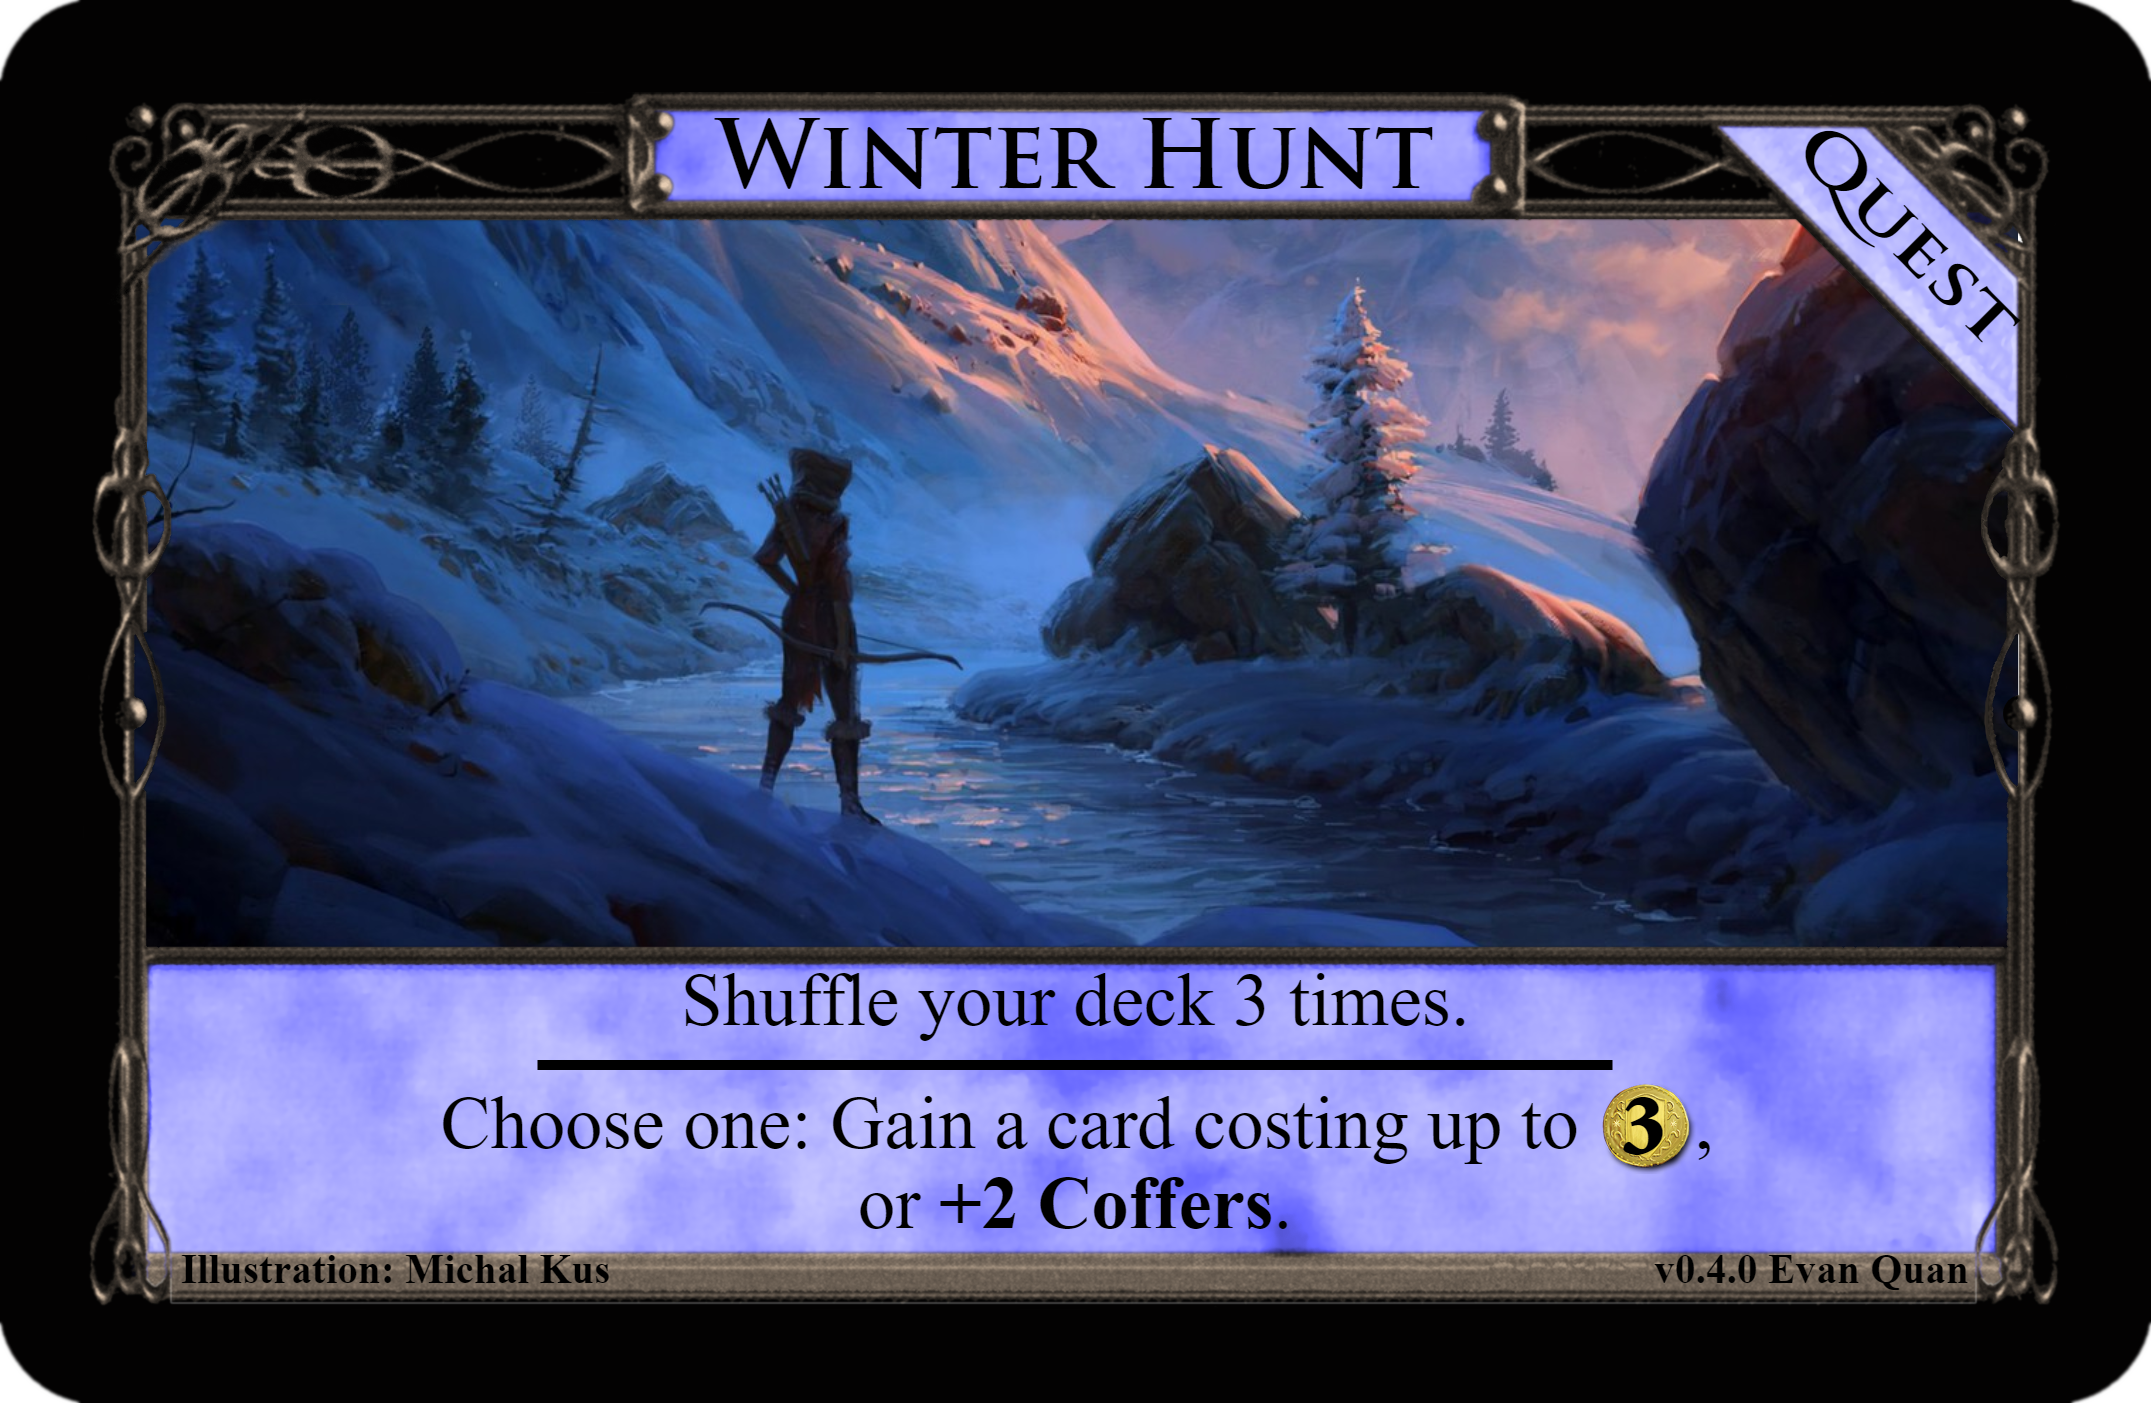 WINTER HUNT
QUEST
Shuffle your deck 3 times.
Choose one: Gain a card costing up to 3,
or +2 Coffers.
Illustration: Michal Kus
v0.4.0 Evan Quan